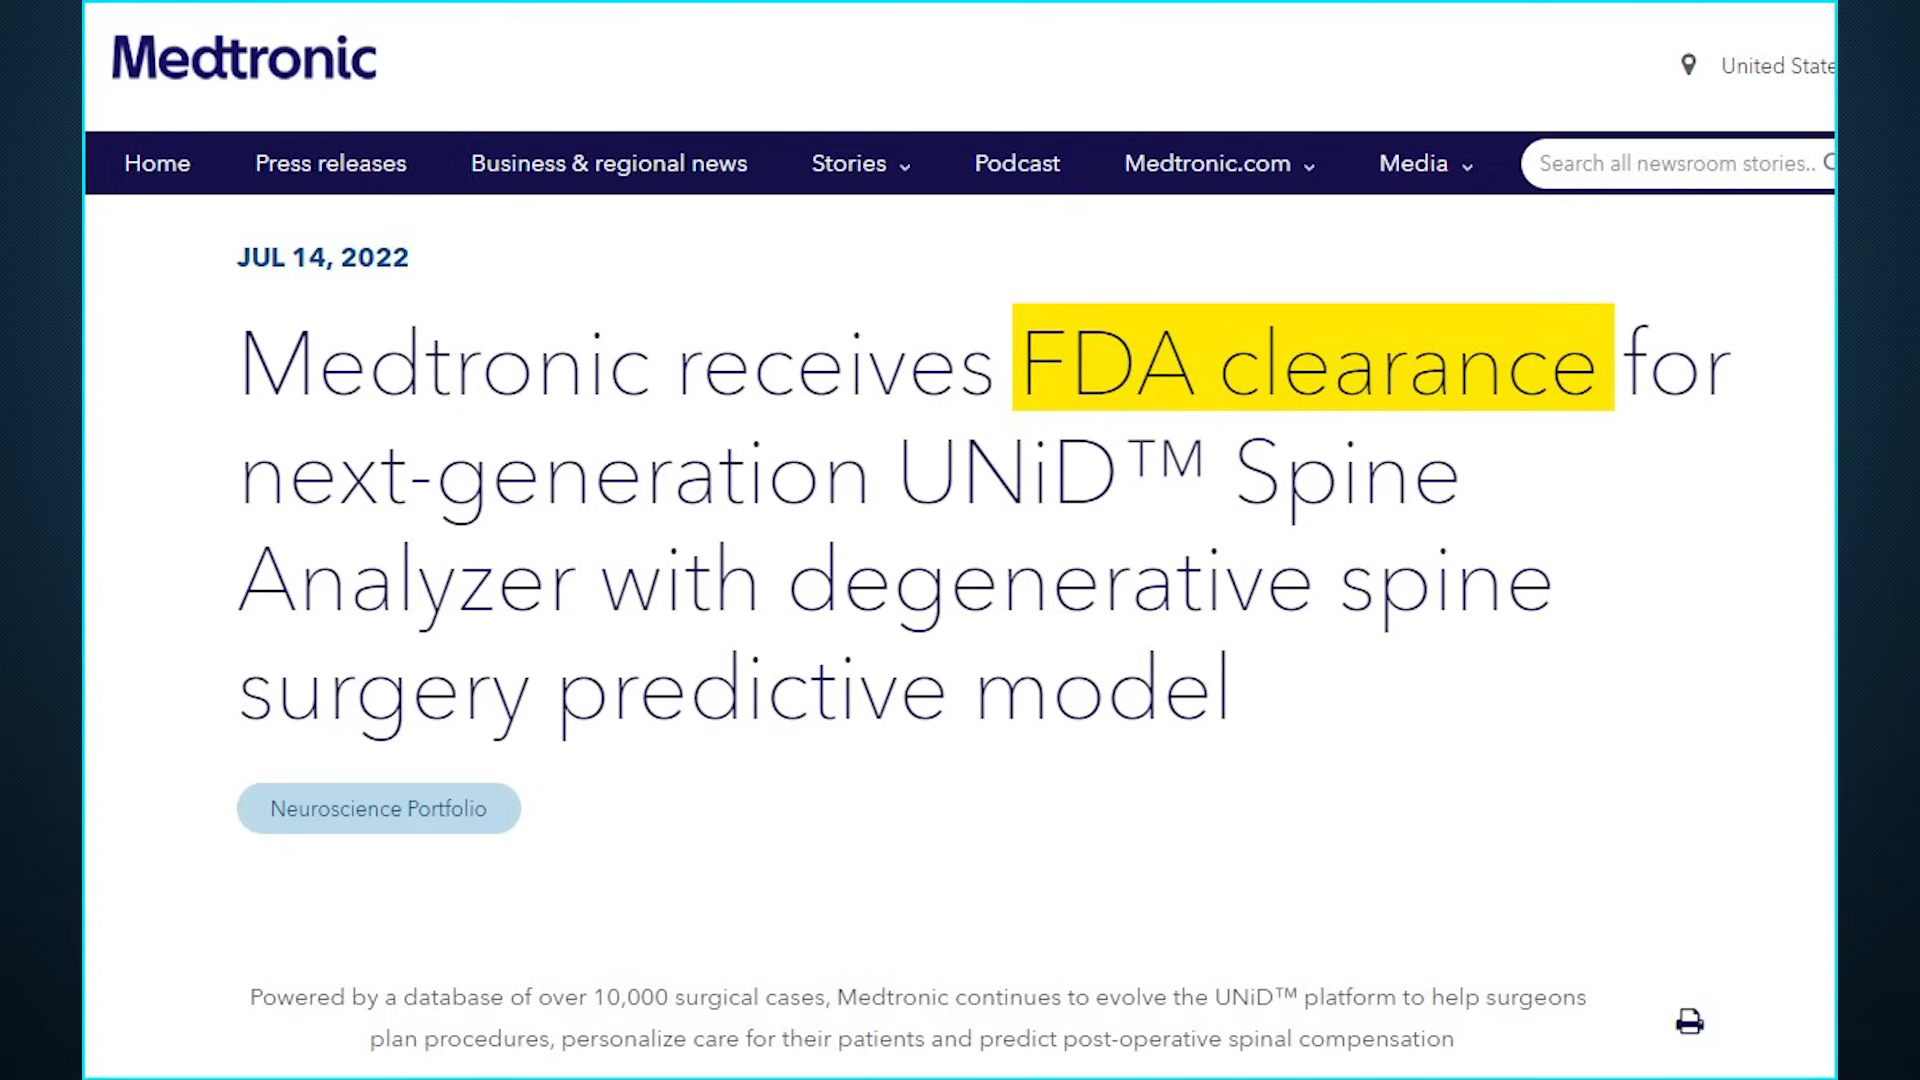 Medtronic
United State
Home Press releases Business & regional news Stories Podcast Medtronic.com Media Search all newsroom stories..
JUL 14, 2022
Medtronic receives FDA clearance for
next-generation UNiD™ Spine
Analyzer with degenerative spine
surgery predictive model
Neuroscience Portfolio
Powered by a database of over 10,000 surgical cases, Medtronic continues to evolve the UNiD™ platform to help surgeons
plan procedures, personalize care for their patients and predict post-operative spinal compensation